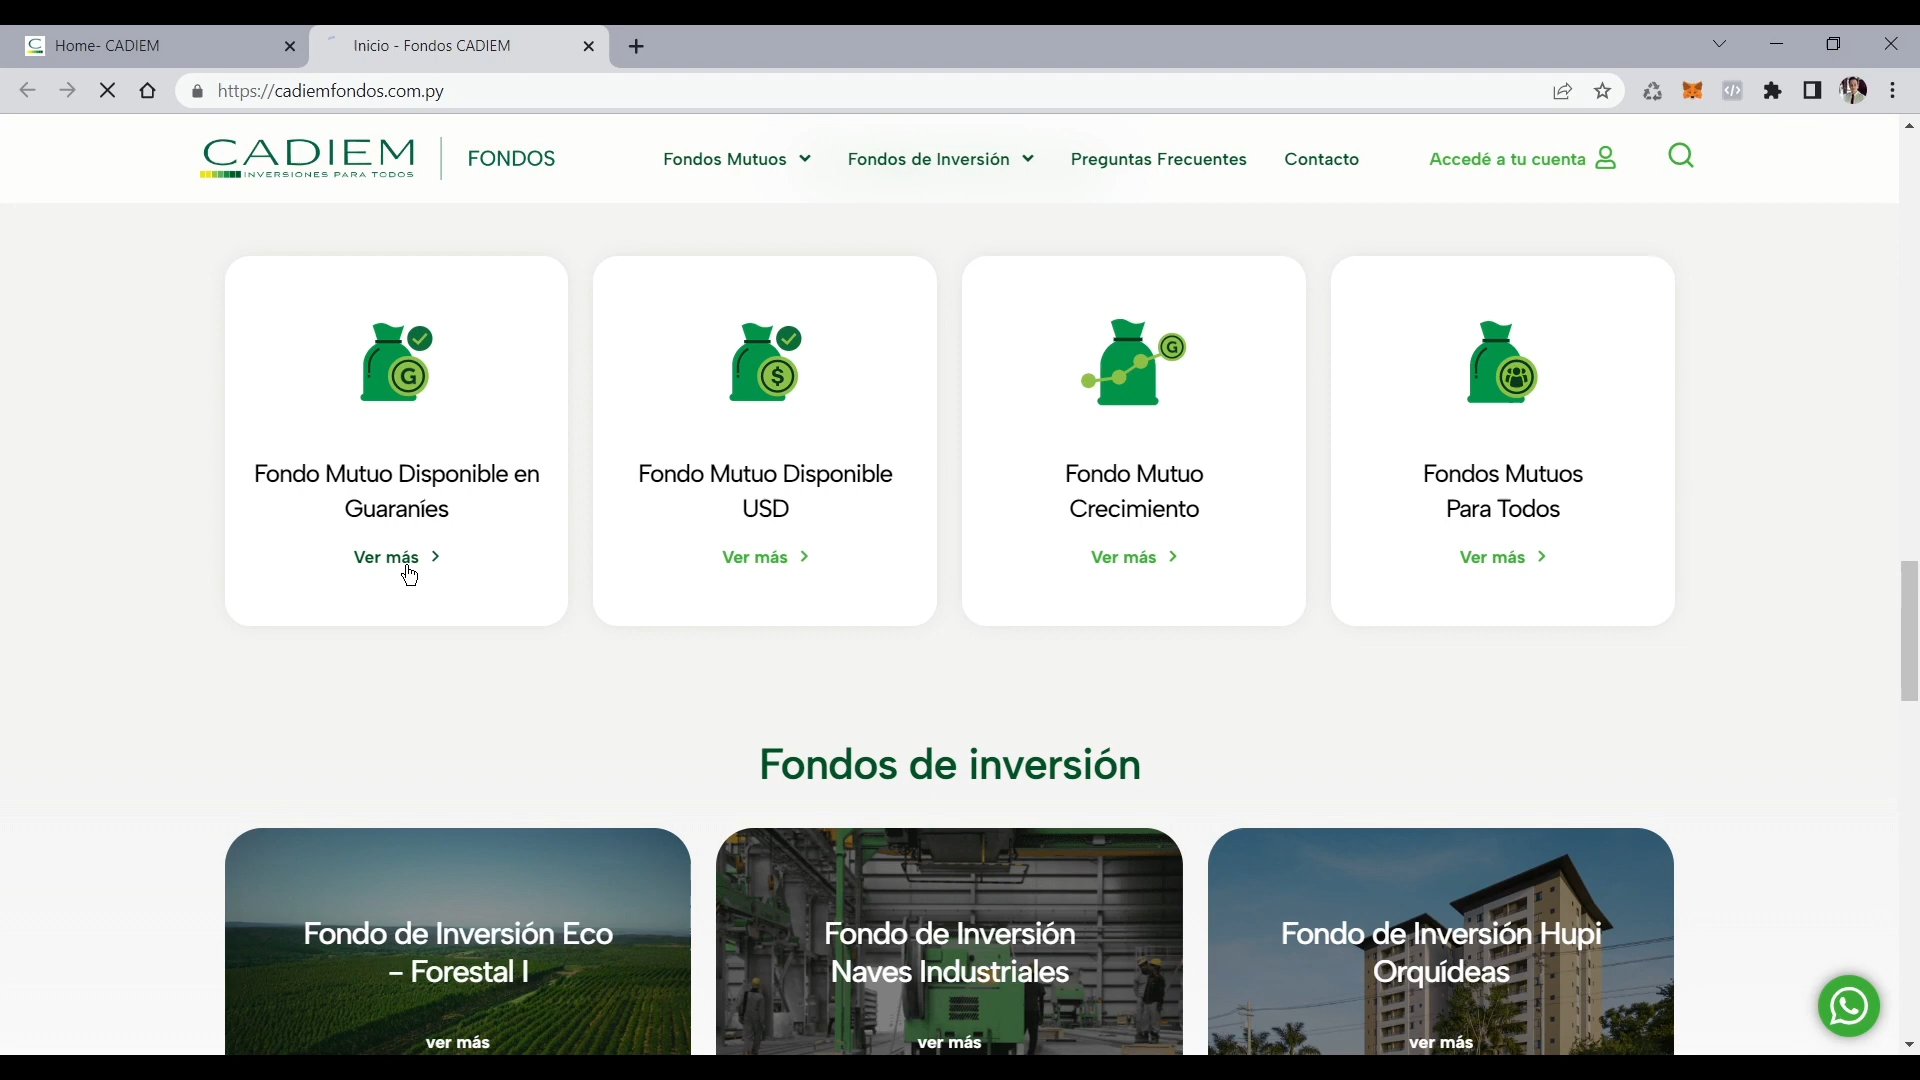 Home- CADIEM
Inicio - Fondos CADIEM
https://cadiemfondos.com.py
CADIEM
INVERSIONES PARA TODOS
FONDOS
Fondos Mutuos
Fondos de Inversión
Preguntas Frecuentes
Contacto
Accedé a tu cuenta
G
$
G
Fondo Mutuo Disponible en
Guaraníes
Ver más
Fondo Mutuo Disponible
USD
Ver más
Fondo Mutuo
Crecimiento
Ver más
Fondos Mutuos
Para Todos
Ver más
Fondos de inversión
Fondo de Inversión Eco
- Forestal I
ver más
Fondo de Inversión
Naves Industriales
ver más
Fondo de Inversión Hupi
Orquídeas
ver más